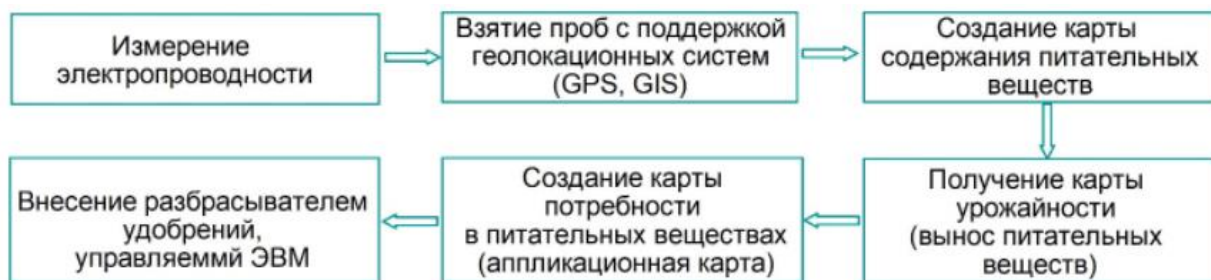 Измерение
электропроводности
Взятие проб с поддержкой
геолокационных систем
(GPS, GIS)
Создание карты
содержания питательных
веществ
Получение карты
урожайности
(вынос питательных
веществ)
Создание карты
потребности
в питательных веществах
(аппликационная карта)
Внесение разбрасывателем
удобрений,
управляеммй ЭВМ